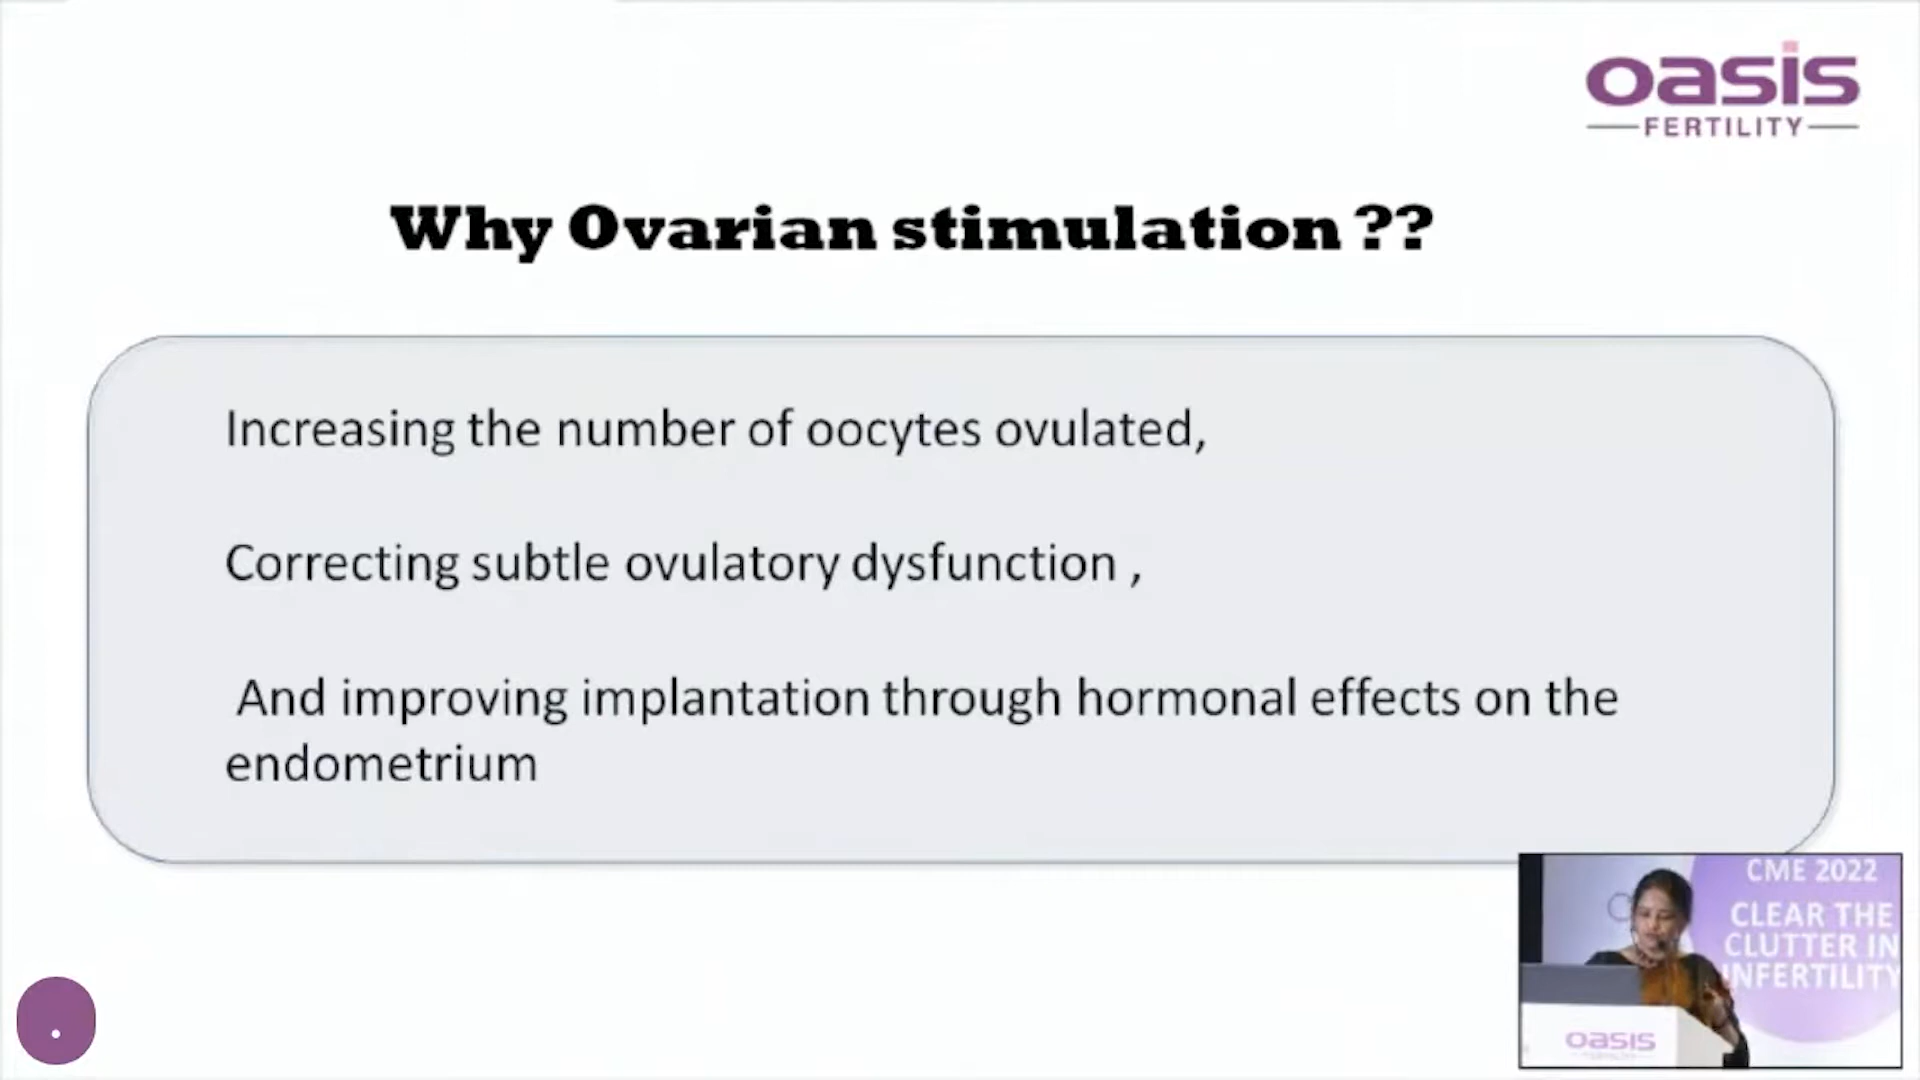 oasis
FERTILITY
Why Ovarian stimulation ??
Increasing the number of oocytes ovulated,
Correcting subtle ovulatory dysfunction ,
And improving implantation through hormonal effects on the
endometrium
CME 2022
CLEAR THE
CLUTTER IN
INFERTILITY
oasis